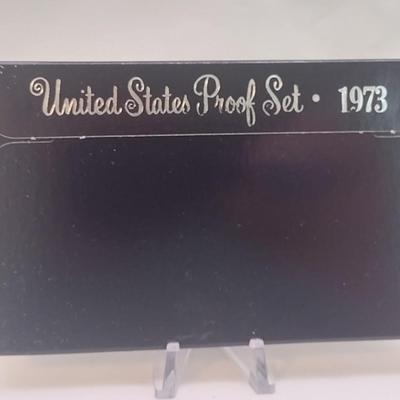 United States Proof Set • 1973